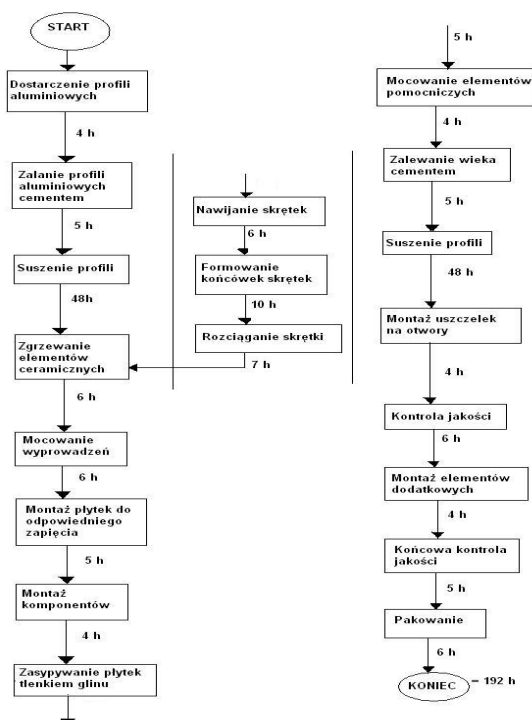 START
Dostarczenie profili
aluminiowych
4 h
Zalanie profili
aluminiowych
cementem
5 h
Suszenie profili
48h
Zgrzewanie
elementów
ceramicznych
6 h
Mocowanie
wyprowadzeń
6 h
Montaż płytek do
odpowiedniego
zapięcia
5 h
Montaż
komponentów
4 h
Zasypywanie płytek
tlenkiem glinu
Nawijanie skrętek
6 h
Formowanie
końcówek skrętek
10 h
Rozciąganie skrętki
7 h
5 h
Mocowanie elementów
pomocniczych
4 h
Zalewanie wieka
cementem
5 h
Suszenie profili
48 h
Montaż uszczelek
na otwory
4 h
Kontrola jakości
6 h
Montaż elementów
dodatkowych
4 h
Końcowa kontrola
jakości
5 h
Pakowanie
6 h
KONIEC = 192 h